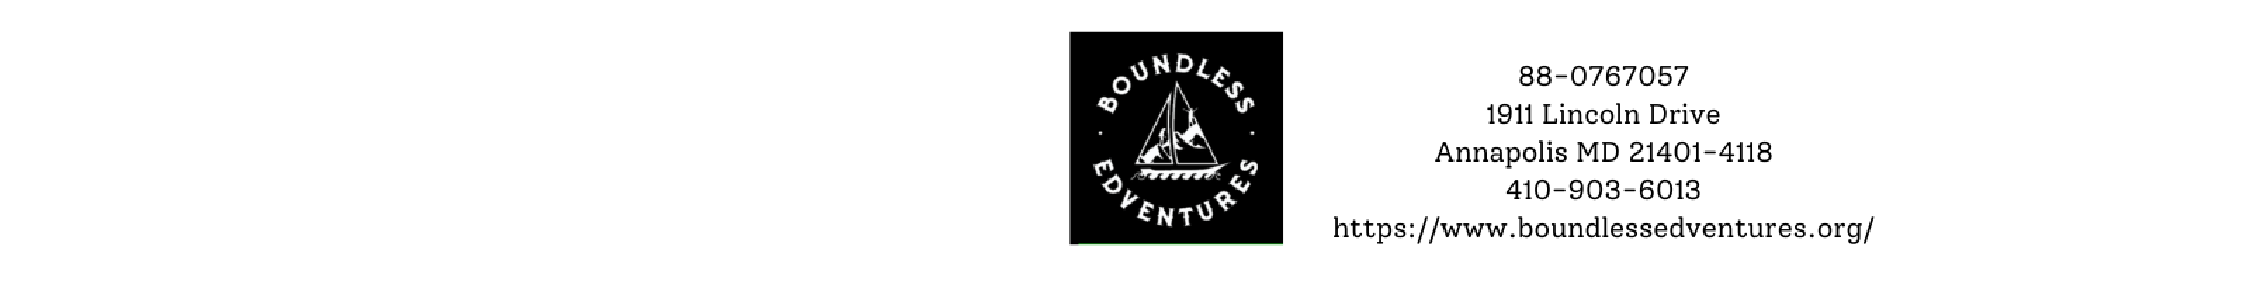 BOUNDLESS
EDVENTURES
88-0767057
1911 Lincoln Drive
Annapolis MD 21401-4118
410-903-6013
https://www.boundlessedventures.org/